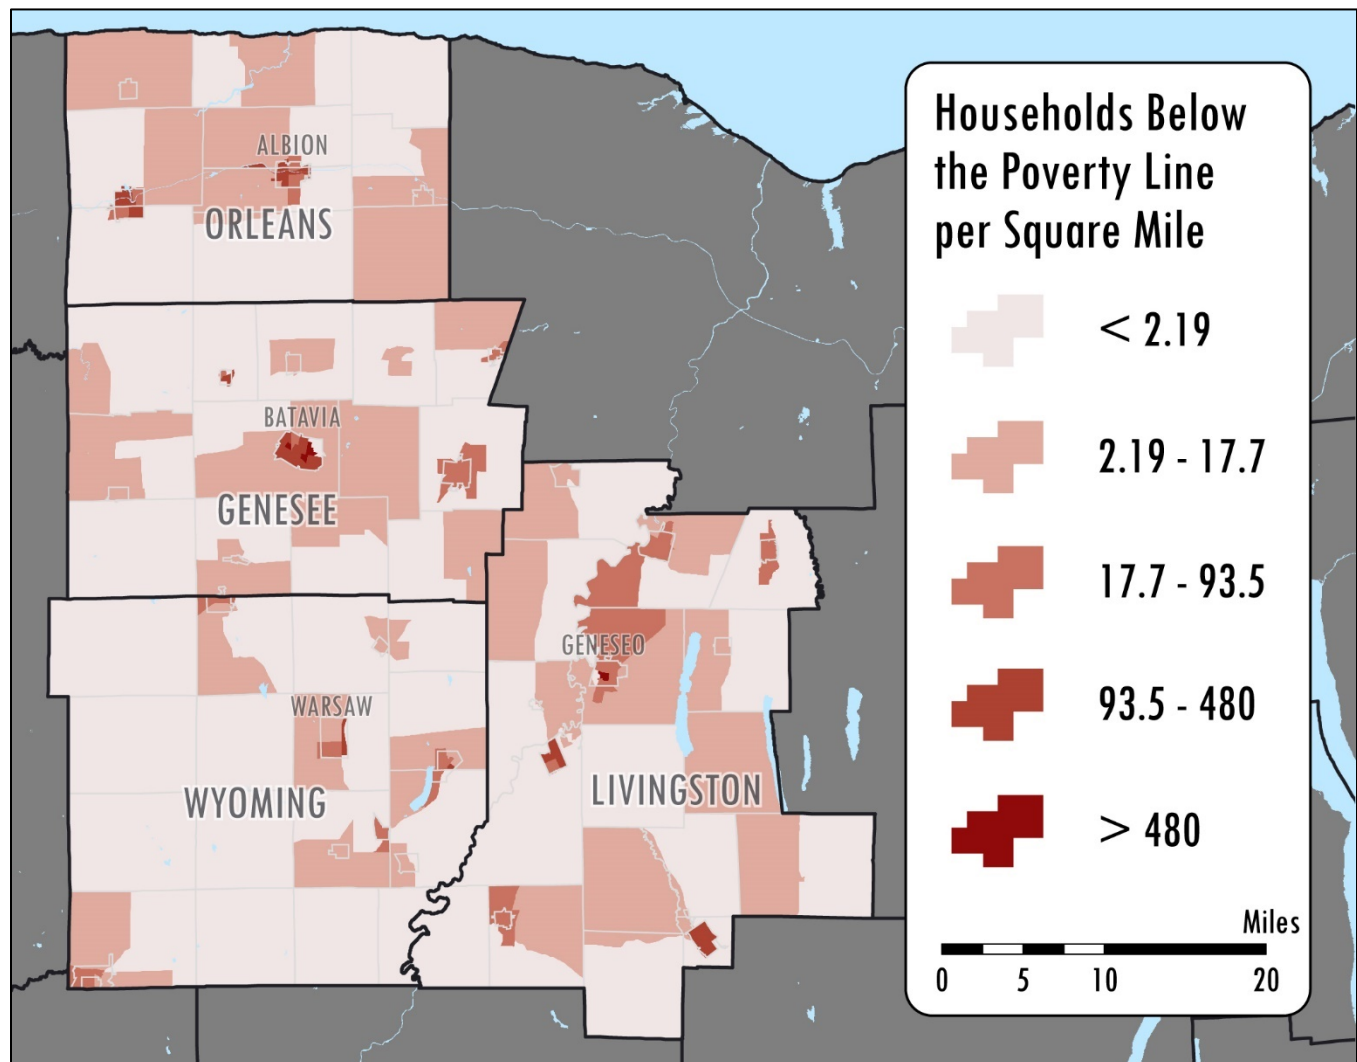 ALBION
ORLEANS
BATAVIA
GENESEE
GENESEO
WARSAW
WYOMING
LIVINGSTON
Households Below
the Poverty Line
per Square Mile
< 2.19
2.19 - 17.7
17.7 - 93.5
93.5 - 480
> 480
Miles
0 5 10 20